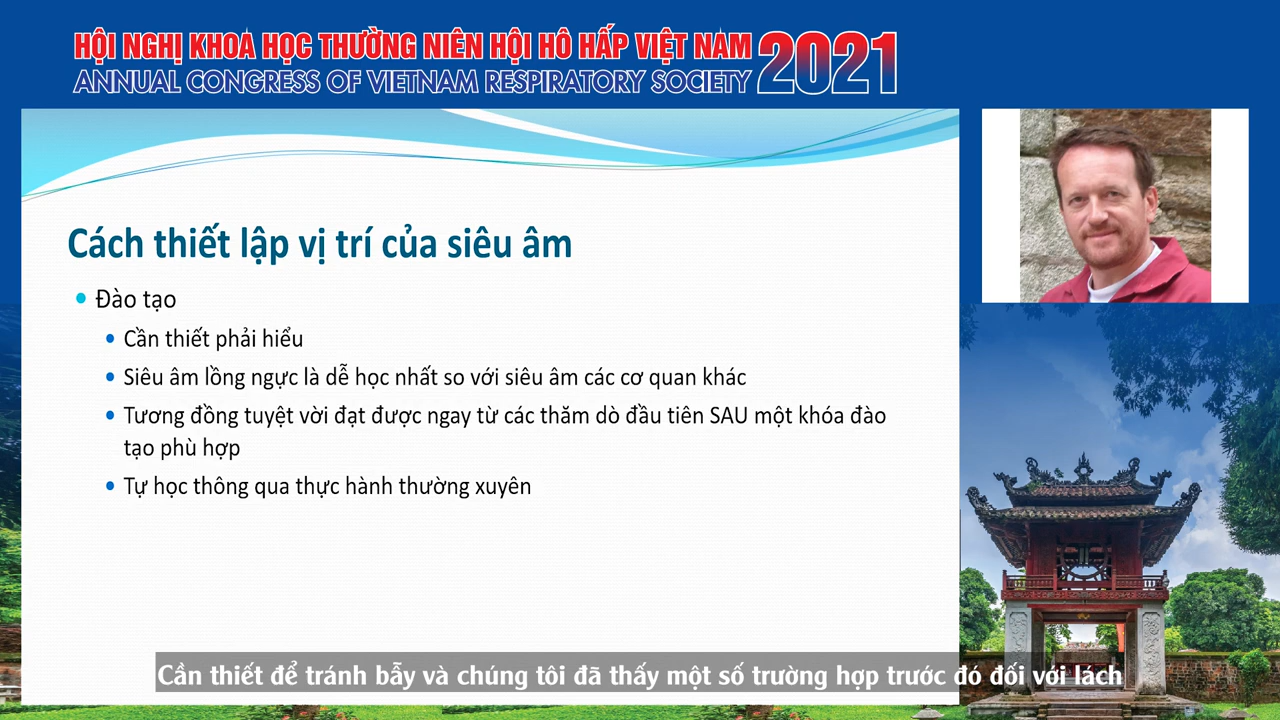 HỘI NGHỊ KHOA HỌC THƯỜNG NIÊN HỘI HÔ HẤP VIỆT NAM 2021
ANNUAL CONGRESS OF VIETNAM RESPIRATORY SOCIETY
Cách thiết lập vị trí của siêu âm
Đào tạo
Cần thiết phải hiểu
Siêu âm lồng ngực là dễ học nhất so với siêu âm các cơ quan khác
Tương đồng tuyệt vời đạt được ngay từ các thăm dò đầu tiên SAU một khóa đào
tạo phù hợp
Tự học thông qua thực hành thường xuyên
Cần thiết để tránh bẫy và chúng tôi đã thấy một số trường hợp trước đó đối với lách